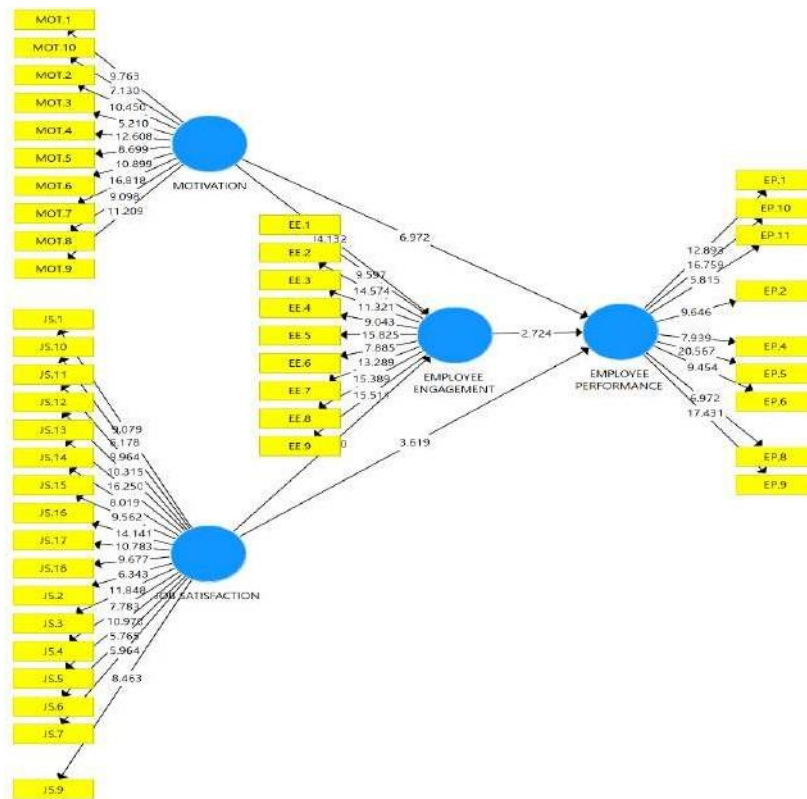 MOT.1
MOT.10
MOT.2
MOT.3
MOT.4
MOT.5
MOT.6
MOT.7
MOT.8
MOT.9
9.763
7.130
10.450
5.210
12.608
8.699
10.899
16.818
9.098
11.209
MOTIVATION
6.972
EE.1
EE.2
EE.3
EE.4
EE.5
EE.6
EE.7
EE.8
EE.9
9.597
14.574
11.321
9.043
15.825
7.885
13.289
15.389
15.511
EMPLOYEE
ENGAGEMENT
2.724
3.619
EMPLOYEE
PERFORMANCE
EP.1
EP.10
EP.11
EP.2
EP.4
EP.5
EP.6
EP.8
EP.9
12.893
16.759
5.815
9.646
7.939
20.567
9.454
6.972
17.431
JS.1
JS.10
JS.11
JS.12
JS.13
JS.14
JS.15
JS.16
JS.17
JS.18
JS.2
JS.3
JS.4
JS.5
JS.6
JS.7
JS.9
9.079
9.964
10.315
16.250
8.019
9.562
14.141
10.783
9.677
6.343
11.848
7.783
10.970
5.765
5.964
8.463
JOB SATISFACTION